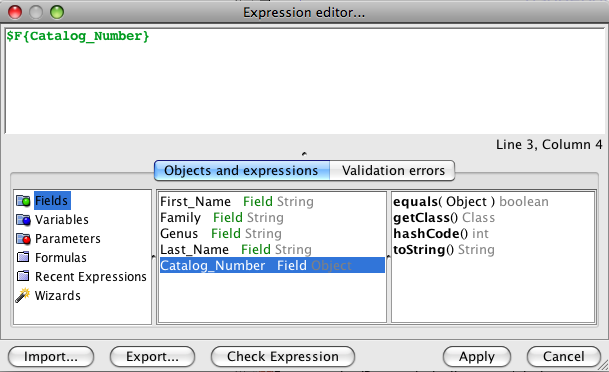 Expression editor...
$F{Catalog_Number}
Line 3, Column 4
Objects and expressions Validation errors
Fields
Variables
Parameters
Formulas
Recent Expressions
Wizards
First_Name Field String
Family Field String
Genus Field String
Last_Name Field String
Catalog_Number Field Object
equals( Object ) boolean
getClass() Class
hashCode() int
toString() String
Import... Export... Check Expression Apply Cancel